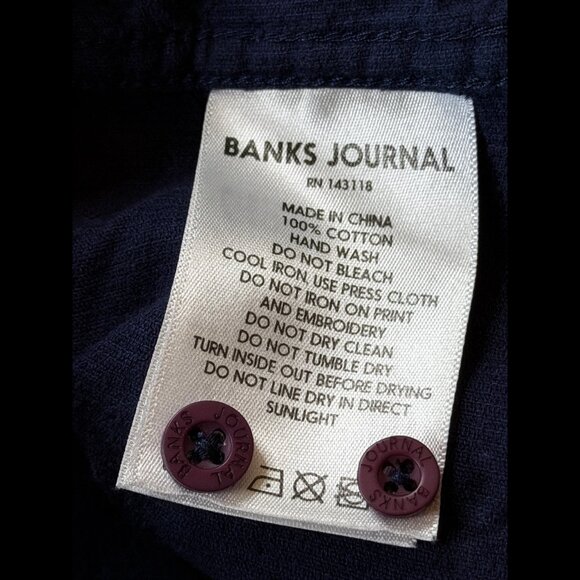 BANKS JOURNAL
RN 143118
MADE IN CHINA
100% COTTON
HAND WASH
DO NOT BLEACH
COOL IRON, USE PRESS CLOTH
DO NOT IRON ON PRINT
AND EMBROIDERY
DO NOT DRY CLEAN
DO NOT TUMBLE DRY
TURN INSIDE OUT BEFORE DRYING
DO NOT LINE DRY IN DIRECT
SUNLIGHT
BANKS JOURNAL
BANKS JOURNAL